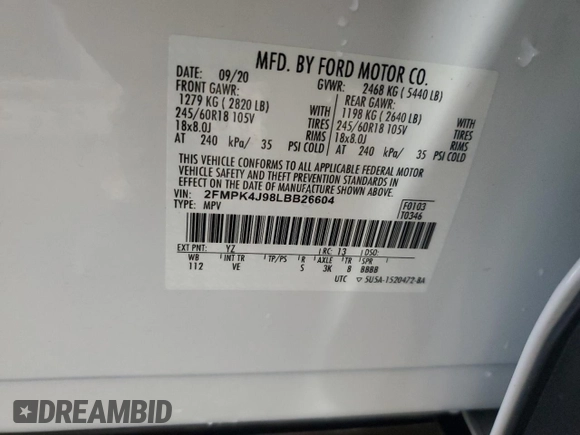 MFD. BY FORD MOTOR CO.
DATE: 09/20 GVWR: 2468 KG ( 5440 LB)
FRONT GAWR: REAR GAWR:
1279 KG ( 2820 LB) WITH 1198 KG ( 2640 LB) WITH
245/60R18 105V TIRES 245/60R18 105V TIRES
18x8.0J RIMS 18x8.0J RIMS
AT 240 kPa/ 35 PSI COLD AT 240 kPa/ 35 PSI COLD
THIS VEHICLE CONFORMS TO ALL APPLICABLE FEDERAL MOTOR
VEHICLE SAFETY AND THEFT PREVENTION STANDARDS IN
EFFECT ON THE DATE OF MANUFACTURE SHOWN ABOVE.
VIN: 2FMPK4J98LBB26604 F0103
TYPE: MPV T0346
EXT PNT: YZ RC: 13 DSO:
WB INT TR TP/PS R AXLE TR SPR
112 VE S 3K B BBBB
UTC 5U5A-1520472-BA
DREAMBID